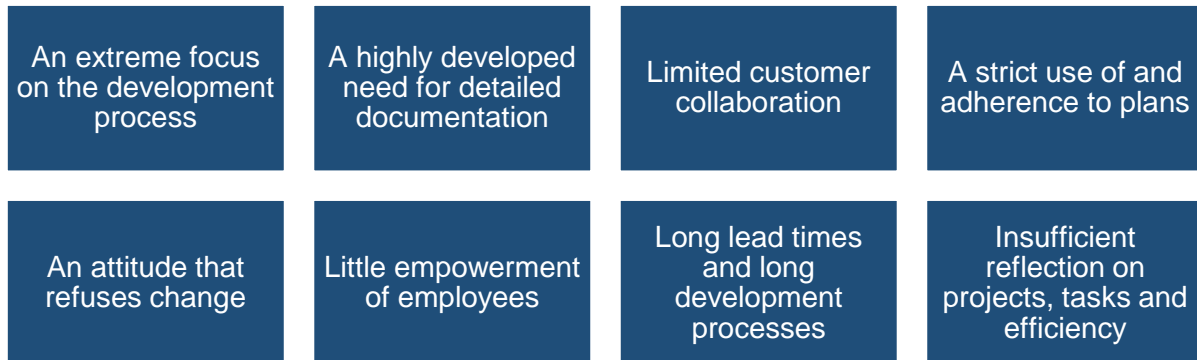 An extreme focus
on the development
process
A highly developed
need for detailed
documentation
Limited customer
collaboration
A strict use of and
adherence to plans
An attitude that
refuses change
Little empowerment
of employees
Long lead times
and long
development
processes
Insufficient
reflection on
projects, tasks and
efficiency